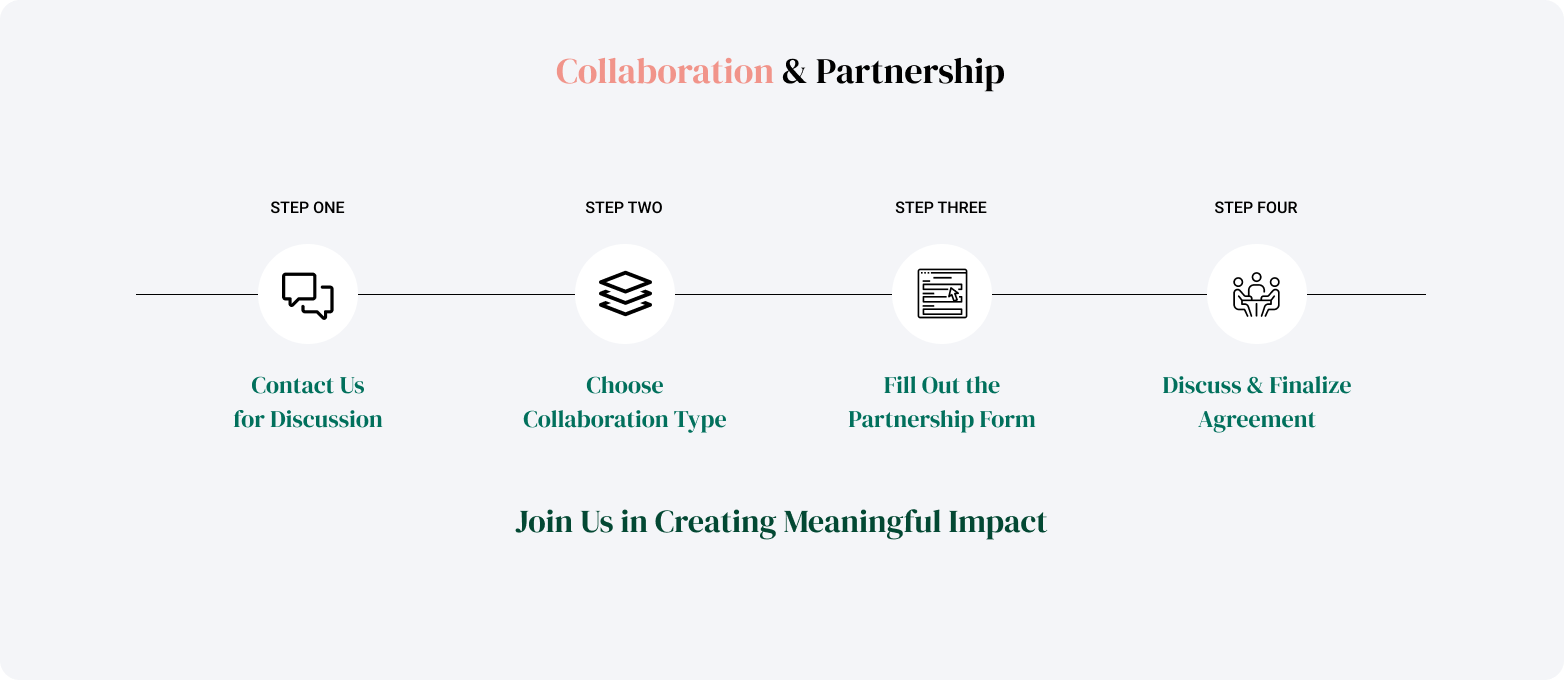 Collaboration & Partnership
STEP ONE
STEP TWO
STEP THREE
STEP FOUR
Contact Us
for Discussion
Choose
Collaboration Type
Fill Out the
Partnership Form
Discuss & Finalize
Agreement
Join Us in Creating Meaningful Impact